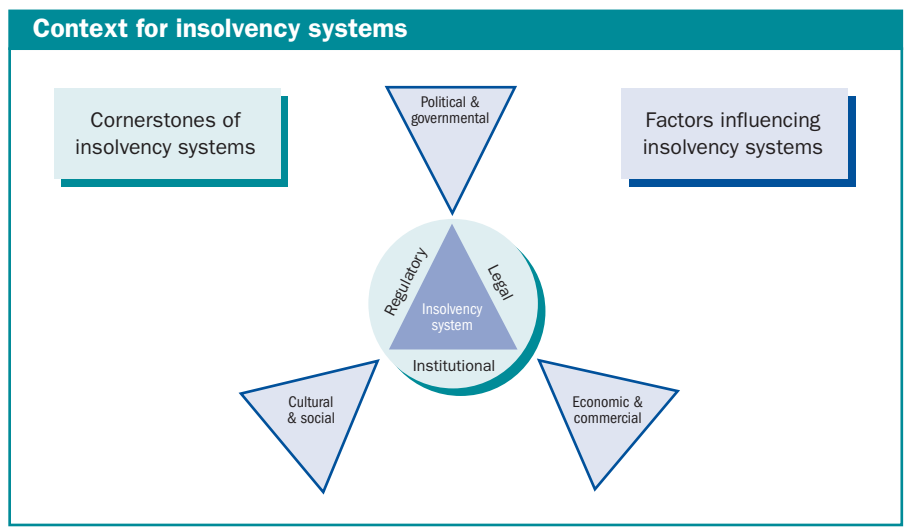 Context for insolvency systems
Cornerstones of
insolvency systems
Political &
governmental
Factors influencing
insolvency systems
Regulatory
Legal
Insolvency
system
Institutional
Cultural
& social
Economic &
commercial